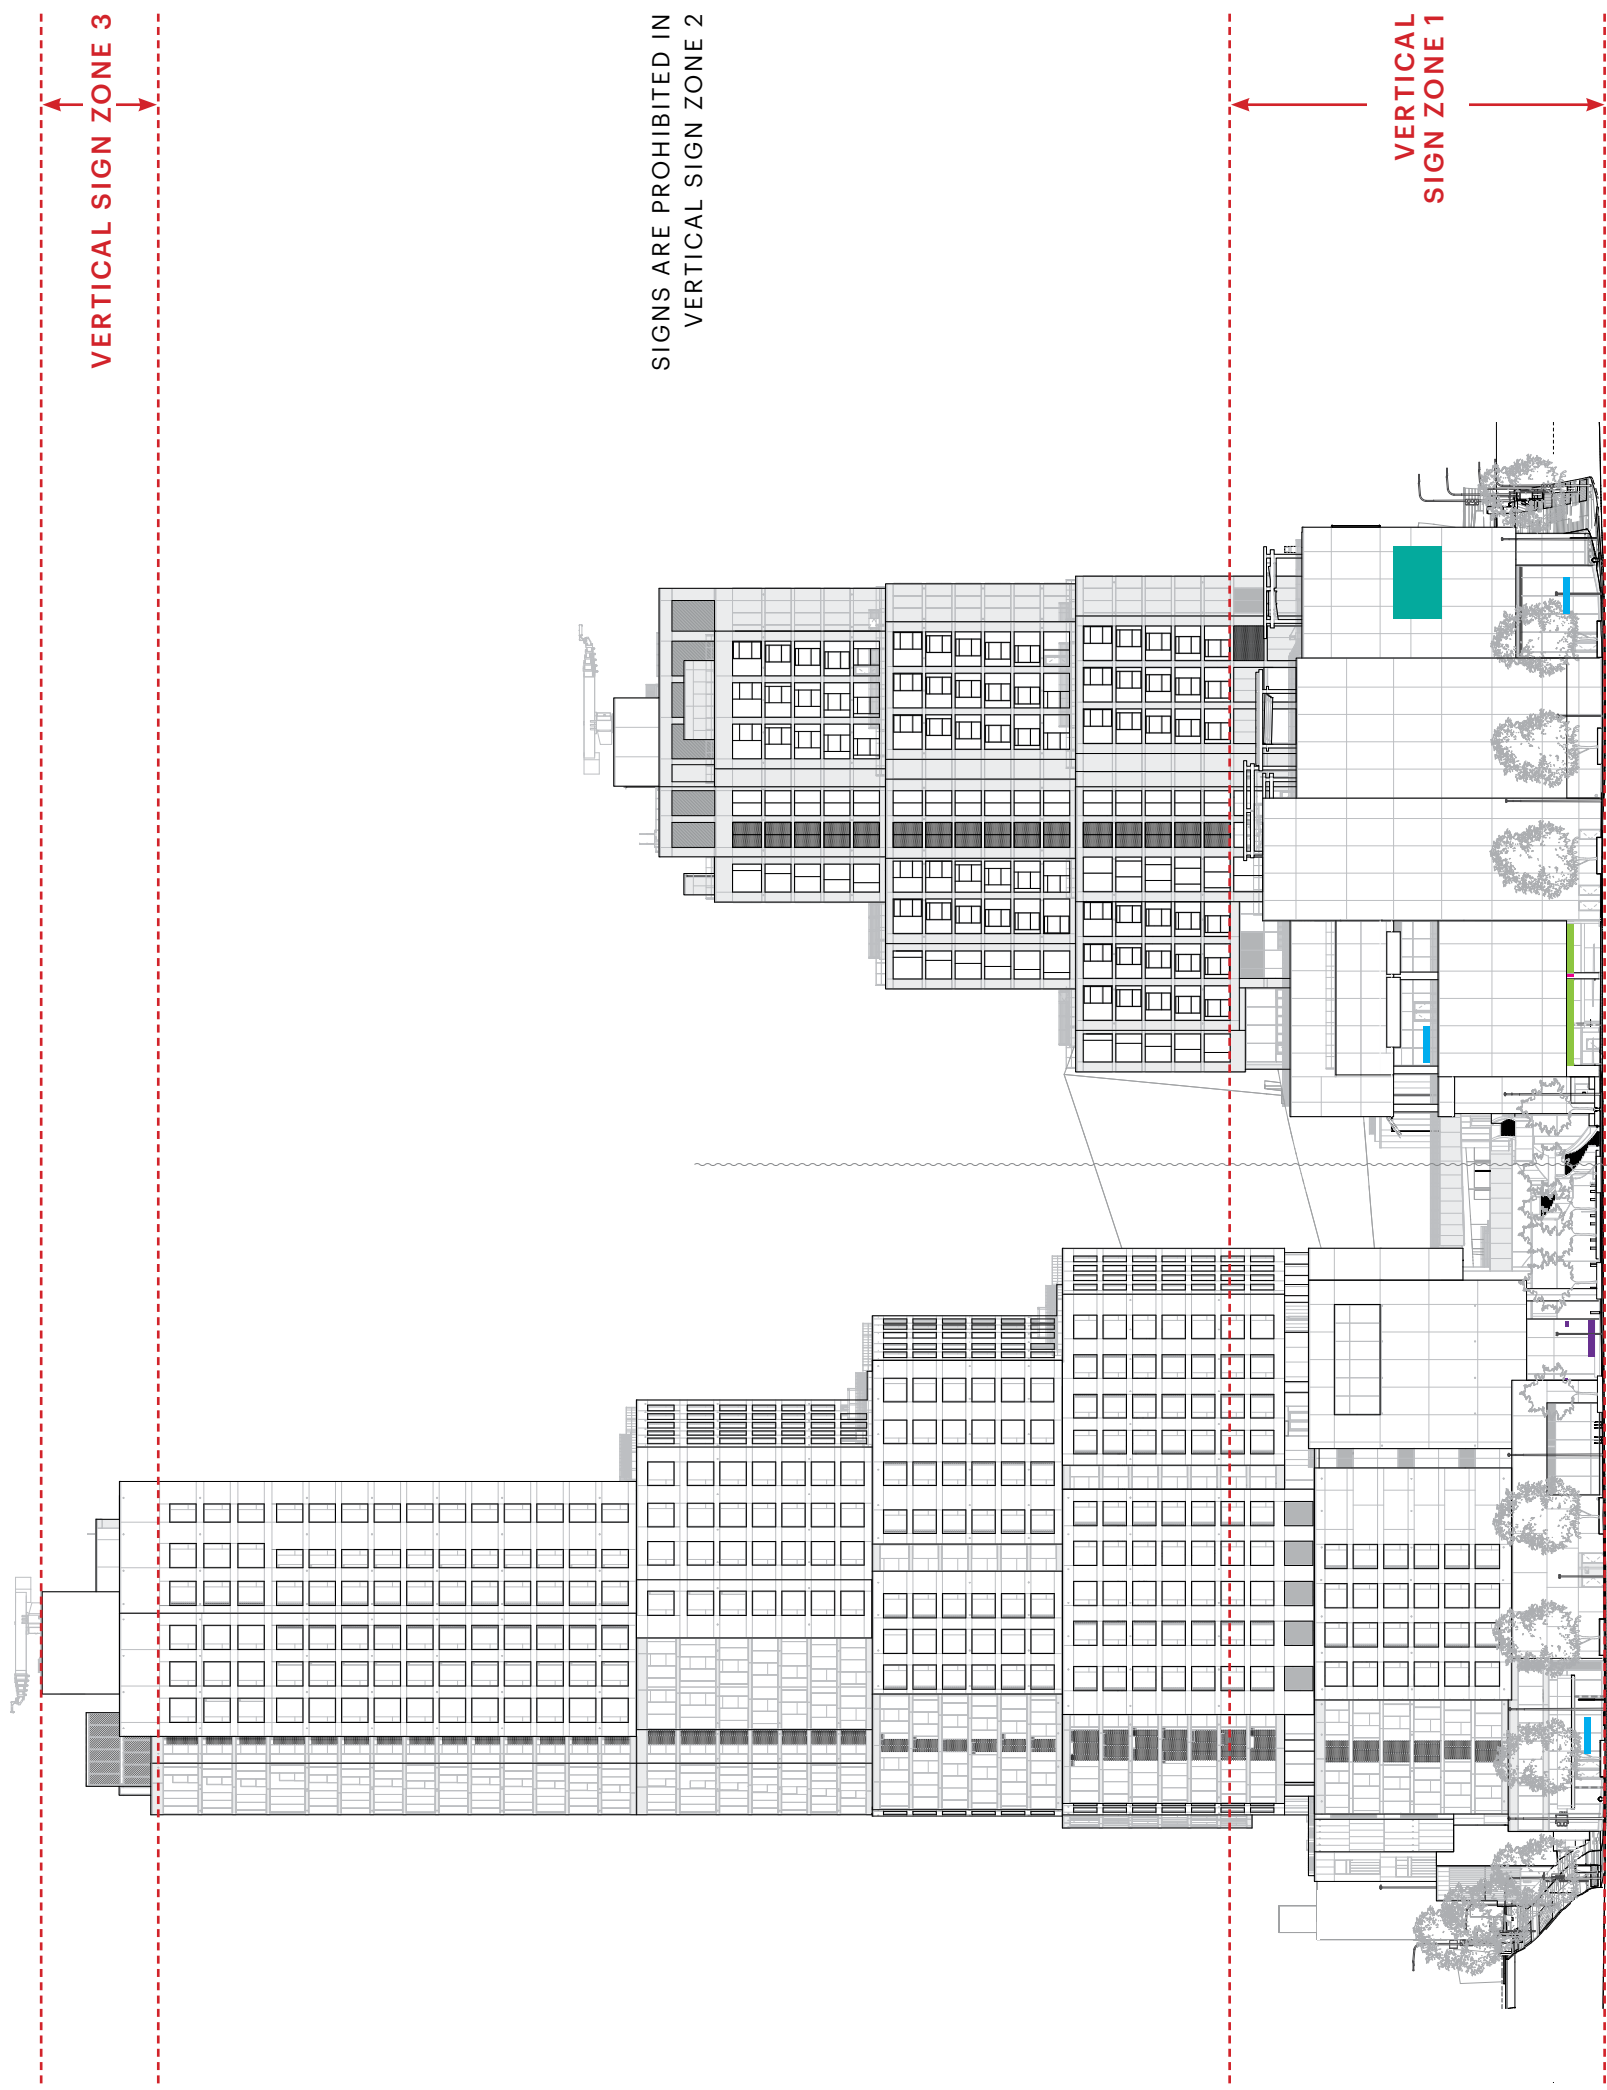 VERTICAL SIGN ZONE 3
SIGNS ARE PROHIBITED IN
VERTICAL SIGN ZONE 2
VERTICAL
SIGN ZONE 1